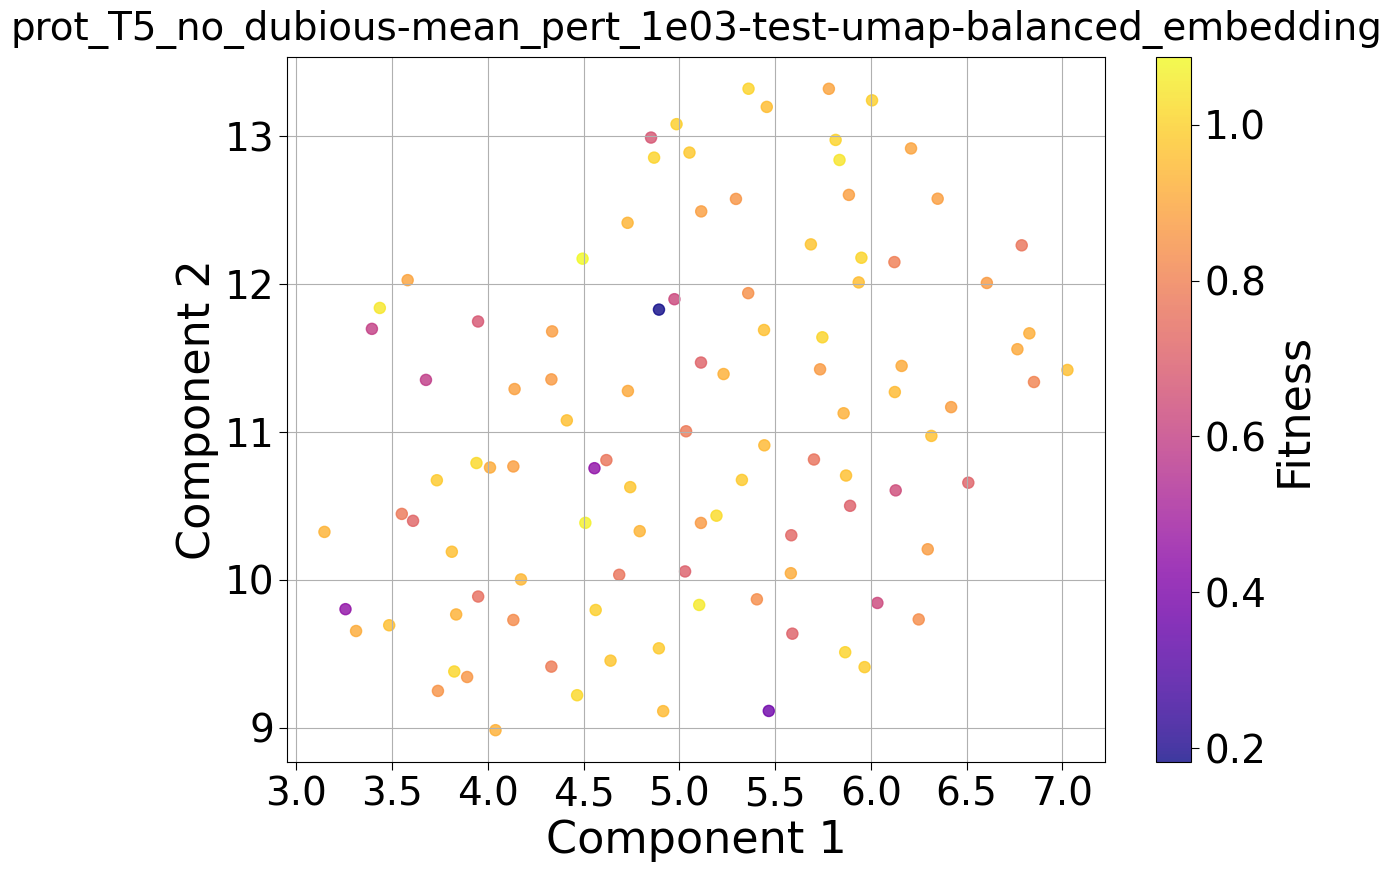 prot_T5_no_dubious-mean_pert_1e03-test-umap-balanced_embedding
13
12
11
10
9
Component 2
3.0 3.5 4.0 4.5 5.0 5.5 6.0 6.5 7.0
Component 1
1.0
0.8
0.6
0.4
0.2
Fitness